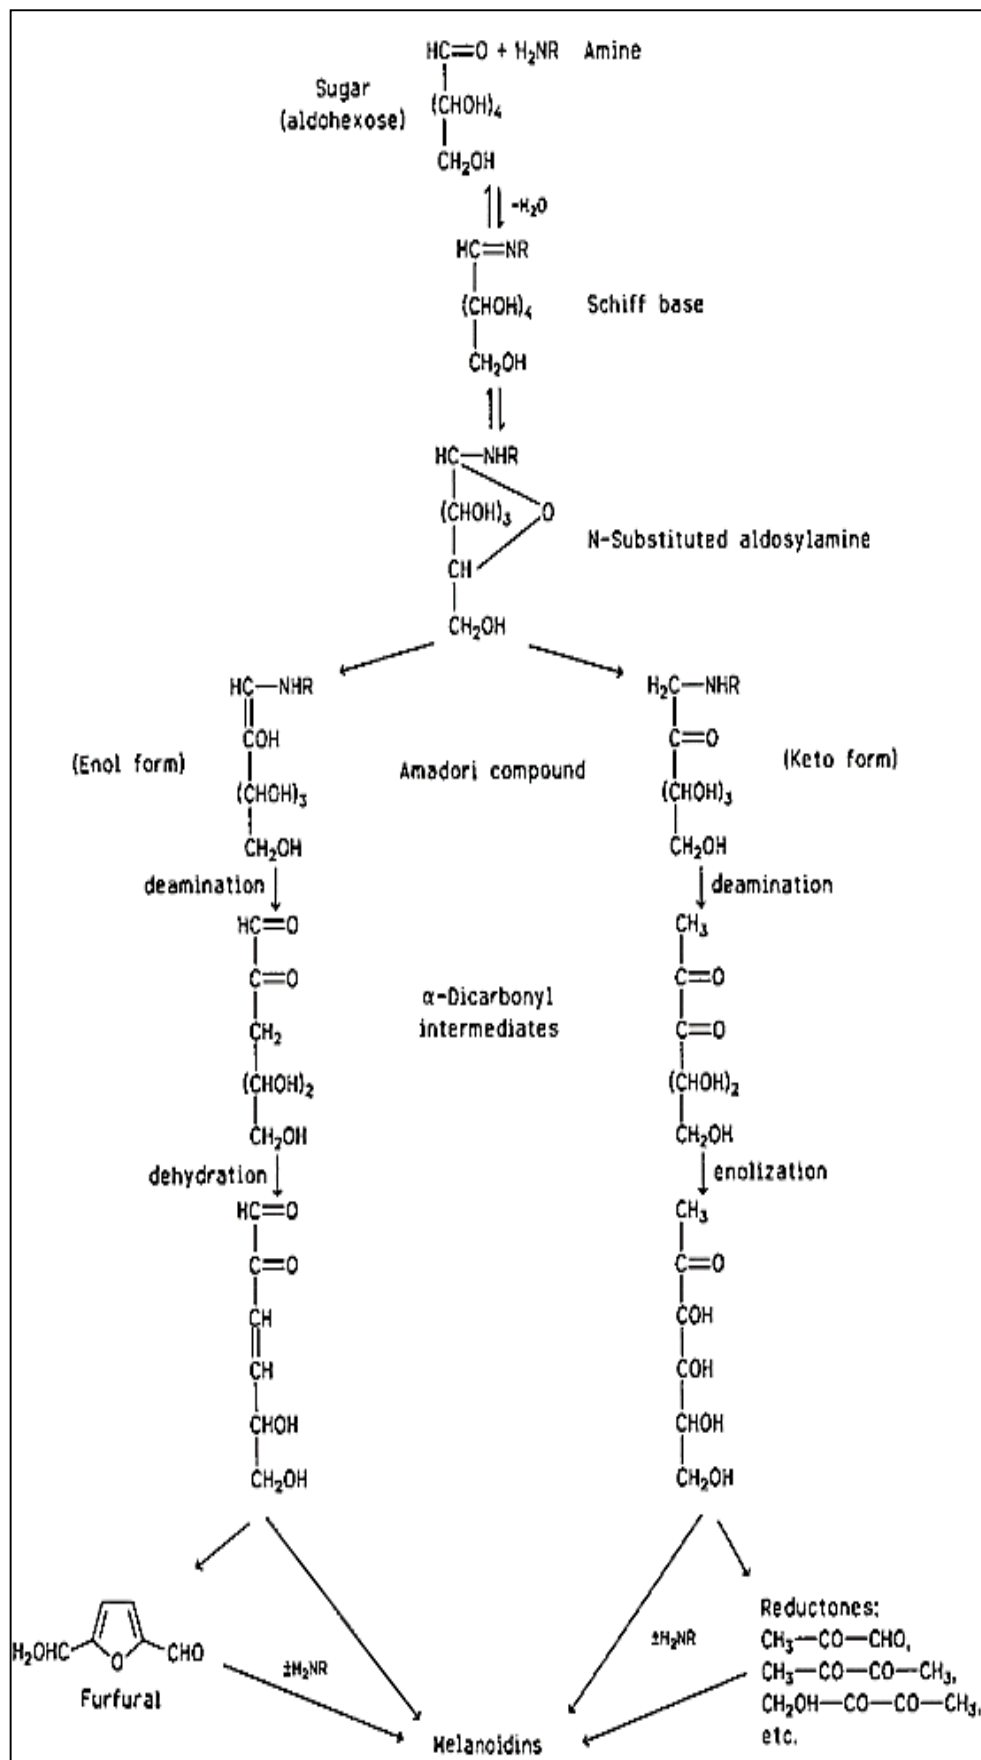 HC=O + H₂NR Amine
Sugar
(aldohexose)
(CHOH)₄
CH₂OH
-H₂O
HC=NR
(CHOH)₄
Schiff base
CH₂OH
HC—NHR
(CHOH)₃
O
N-Substituted aldosylamine
CH
CH₂OH
HC—NHR
COH
(Enol form)
(CHOH)₃
CH₂OH
Amadori compound
H₂C—NHR
C=O
(Keto form)
(CHOH)₃
CH₂OH
deamination
deamination
HC=O
C=O
CH₂
(CHOH)₂
CH₂OH
α-Dicarbonyl
intermediates
CH₃
C=O
C=O
(CHOH)₂
CH₂OH
dehydration
enolization
HC=O
C=O
CH
CH
CHOH
CH₂OH
CH₃
C=O
COH
COH
CHOH
CH₂OH
H₂OHC
O
CHO
Furfural
±H₂NR
±H₂NR
Reductones:
CH₃—CO—CHO,
CH₃—CO—CO—CH₃,
CH₂OH—CO—CO—CH₃,
etc.
Melanoidins